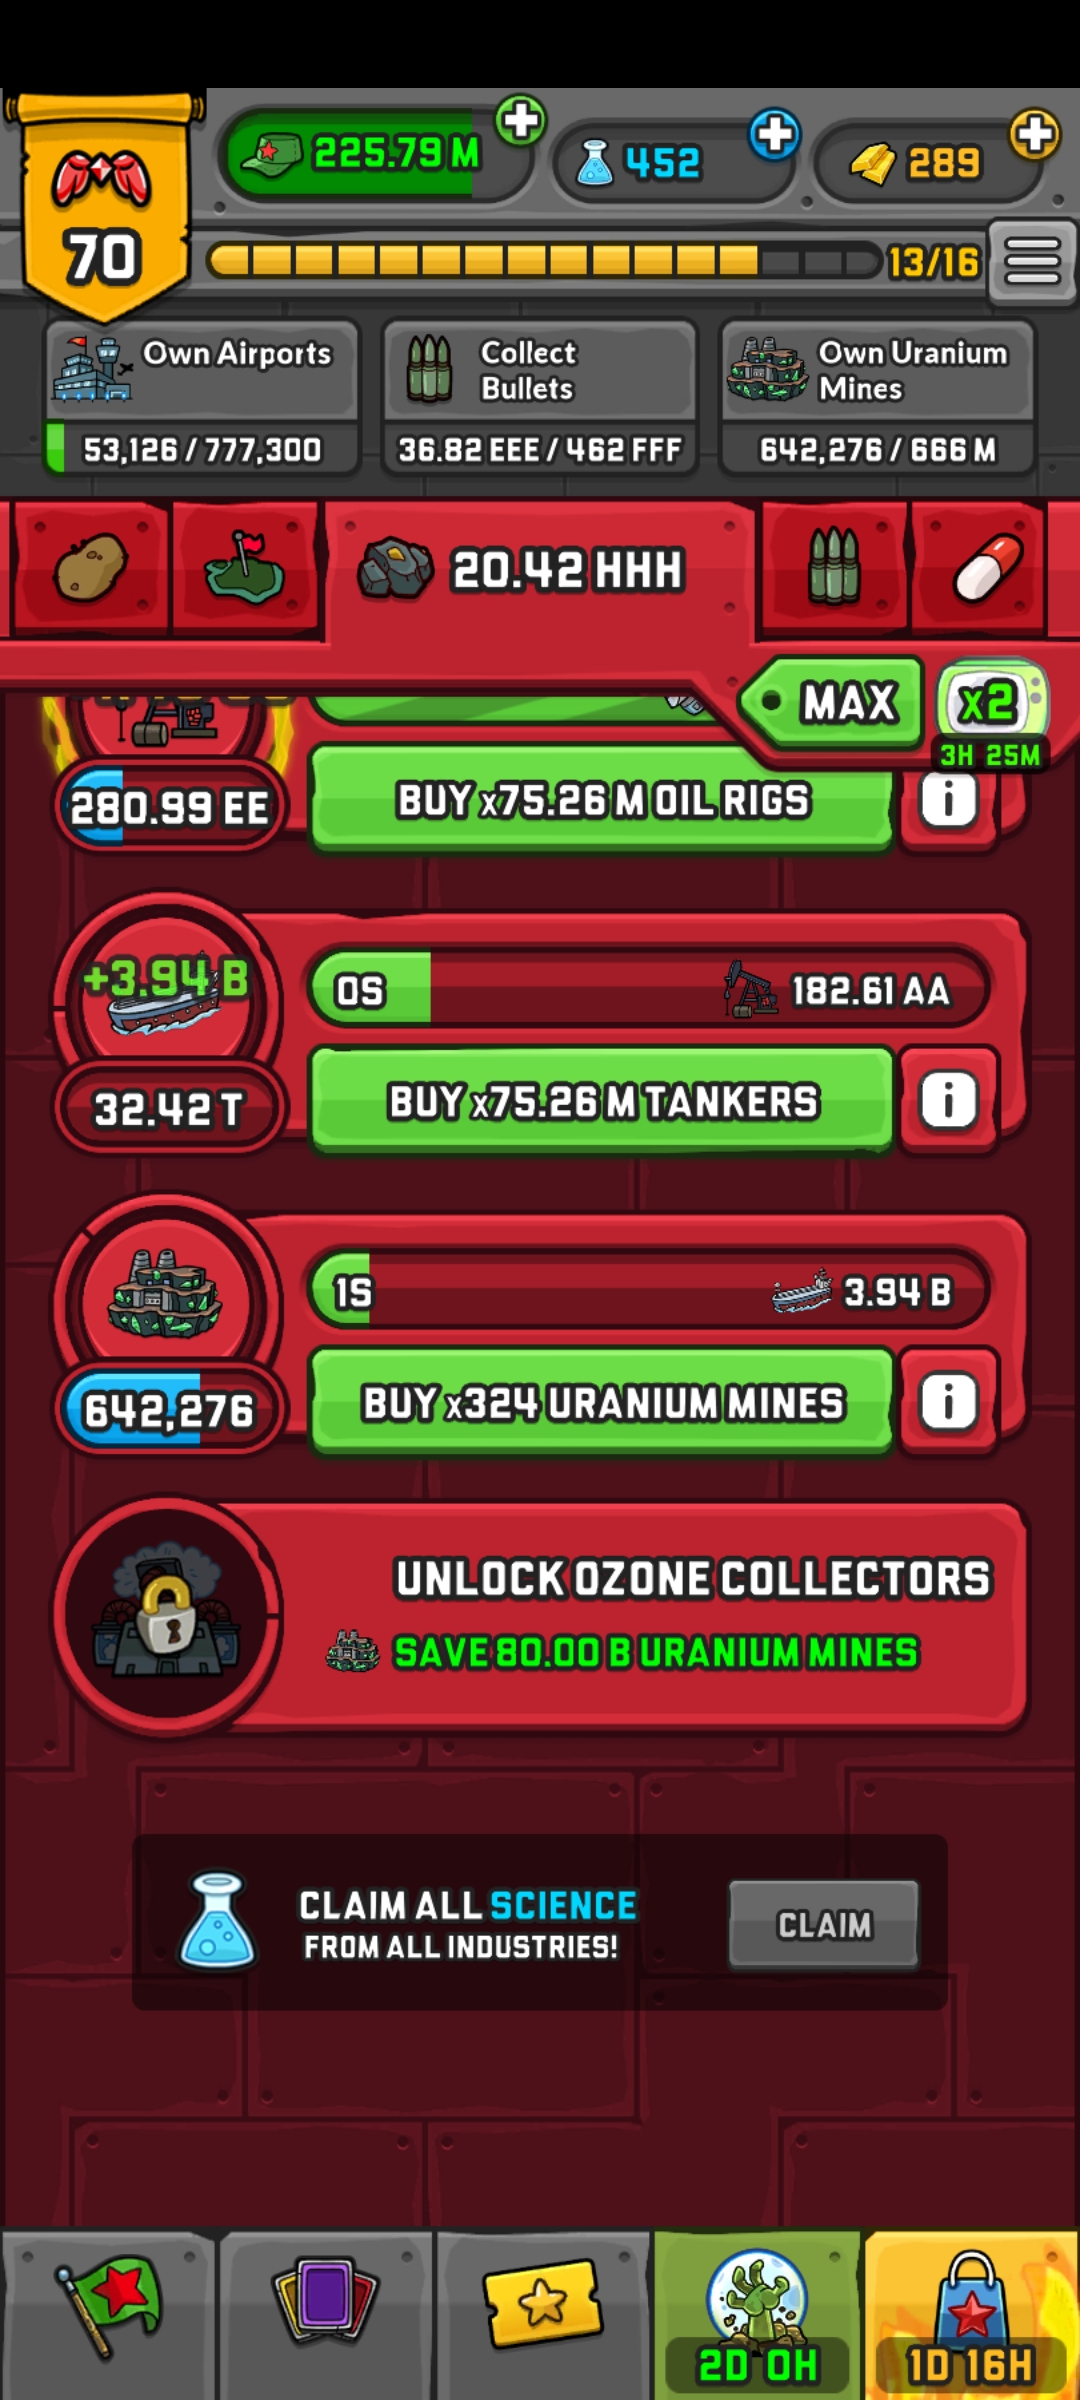 225.79 M
452
289
70
13/16
Own Airports
53,126 / 777,300
Collect
Bullets
36.82 EEE / 462 FFF
Own Uranium
Mines
642,276 / 666 M
20.42 HHH
MAX
x2
3H 25M
280.99 EE
BUY x75.26 M OIL RIGS
i
+3.94 B
0S
182.61 AA
32.42 T
BUY x75.26 M TANKERS
i
1S
3.94 B
642,276
BUY x324 URANIUM MINES
i
UNLOCK OZONE COLLECTORS
SAVE 80.00 B URANIUM MINES
CLAIM ALL SCIENCE
FROM ALL INDUSTRIES!
CLAIM
2D 0H
1D 16H